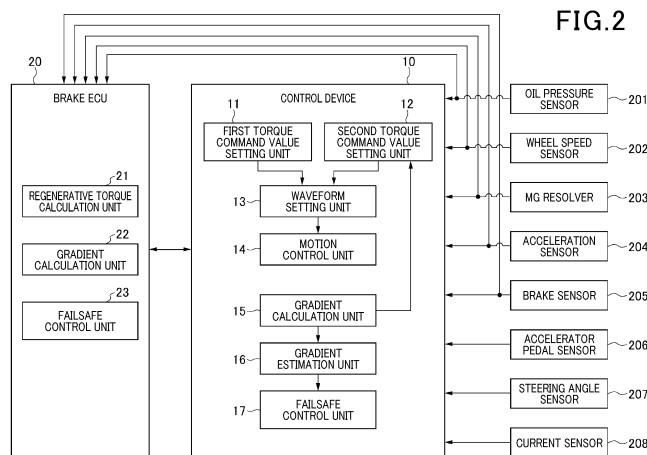 FIG.2
20
BRAKE ECU
21
REGENERATIVE TORQUE
CALCULATION UNIT
22
GRADIENT
CALCULATION UNIT
23
FAILSAFE
CONTROL UNIT
10
CONTROL DEVICE
11
FIRST TORQUE
COMMAND VALUE
SETTING UNIT
12
SECOND TORQUE
COMMAND VALUE
SETTING UNIT
13
WAVEFORM
SETTING UNIT
14
MOTION
CONTROL UNIT
15
GRADIENT
CALCULATION UNIT
16
GRADIENT
ESTIMATION UNIT
17
FAILSAFE
CONTROL UNIT
OIL PRESSURE
SENSOR
201
WHEEL SPEED
SENSOR
202
MG RESOLVER
203
ACCELERATION
SENSOR
204
BRAKE SENSOR
205
ACCELERATOR
PEDAL SENSOR
206
STEERING ANGLE
SENSOR
207
CURRENT SENSOR
208